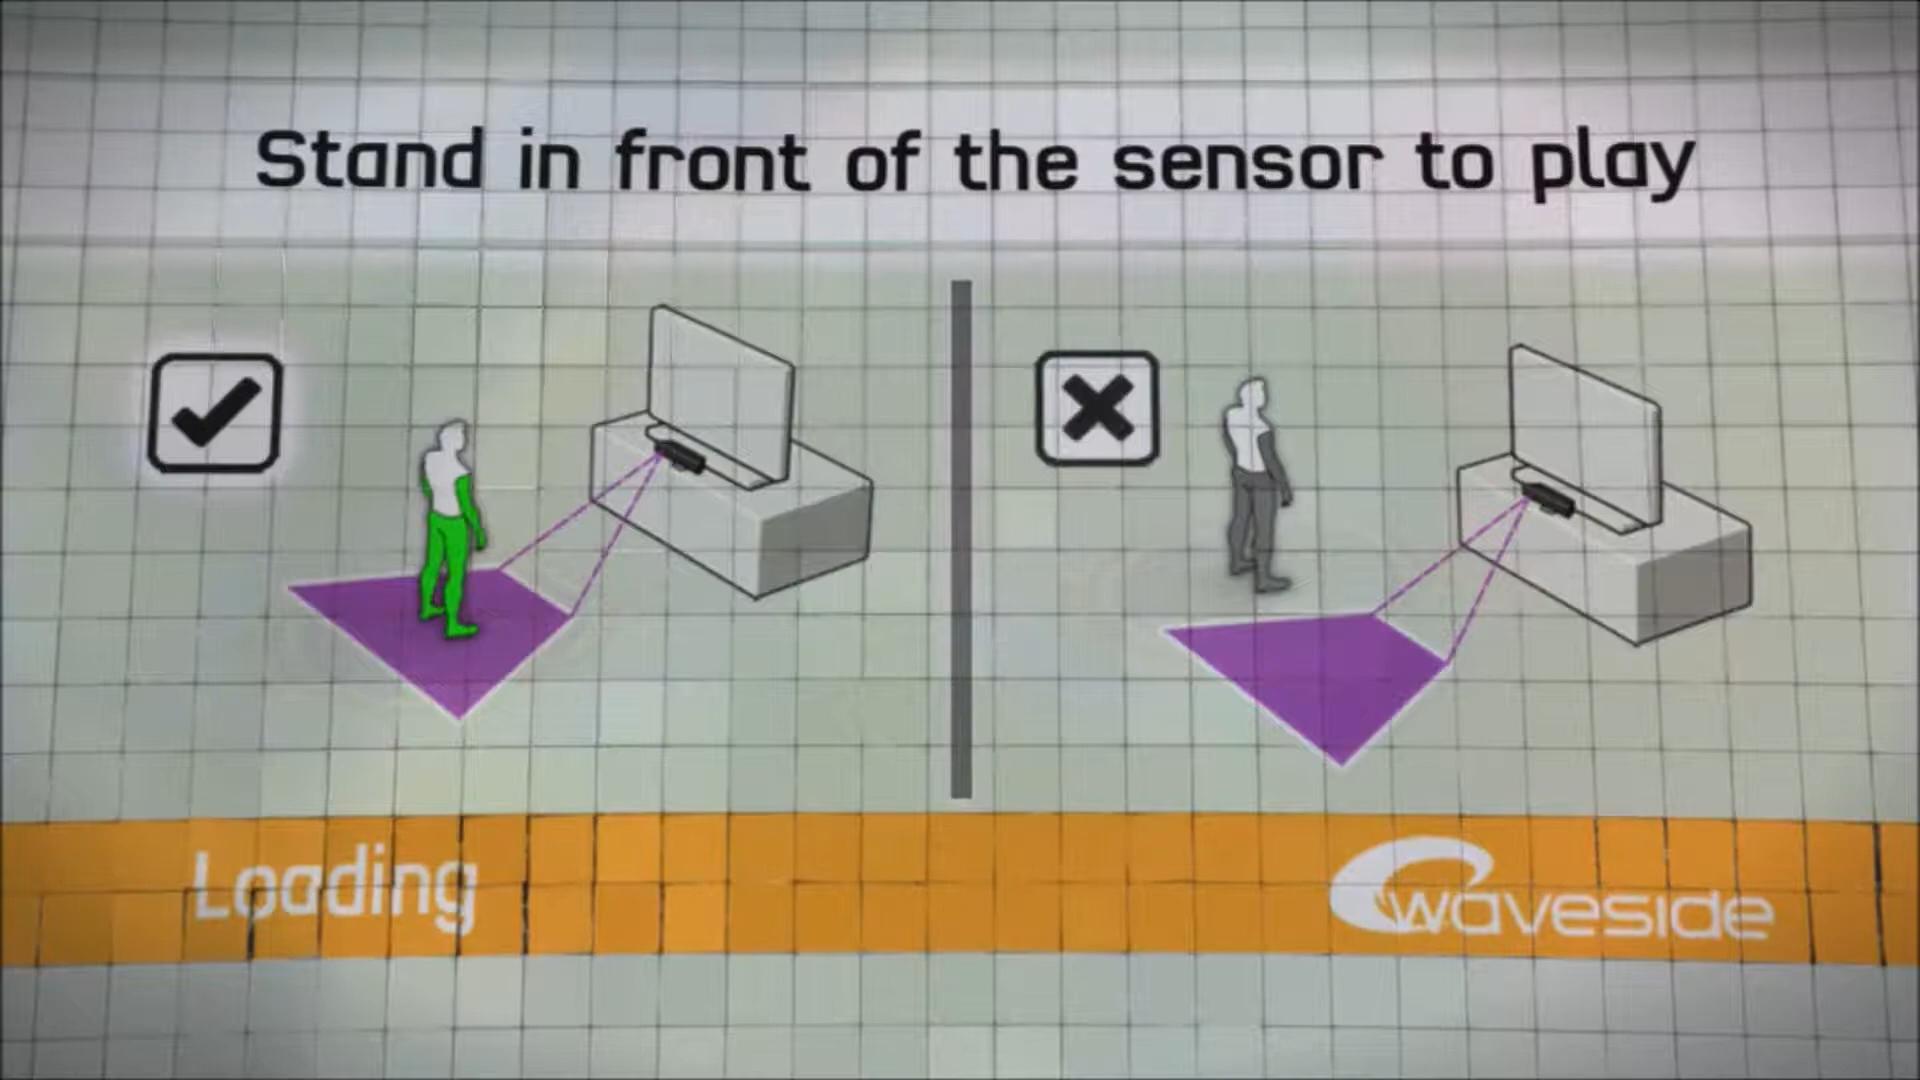 Stand in front of the sensor to play
Loading
waveside